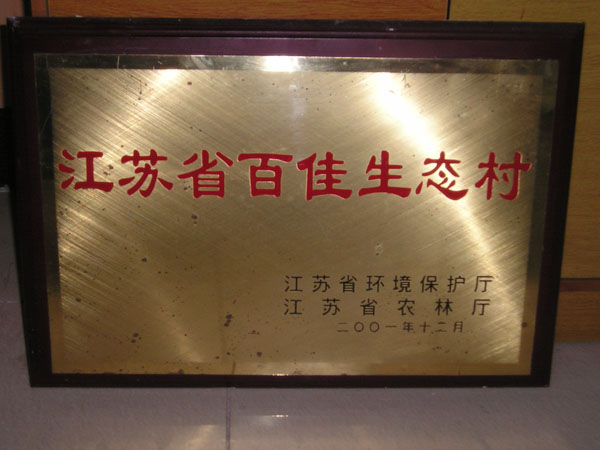 江苏省百佳生态村
江苏省环境保护厅
江苏省农林厅
二〇〇一年十二月